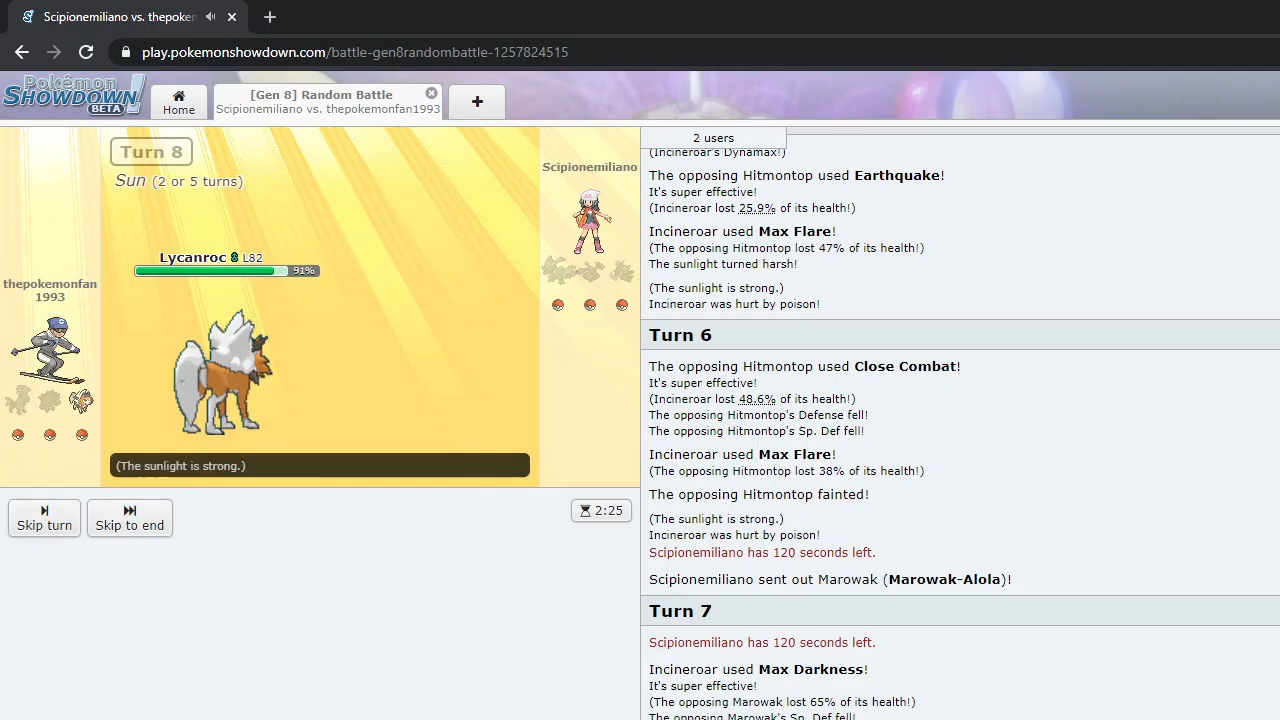 Scipionemiliano vs. thepoken
play.pokemonshowdown.com/battle-gen8randombattle-1257824515
Pokémon
SHOWDOWN!
BETA
Home
[Gen 8] Random Battle
Scipionemiliano vs. thepokemonfan1993
Turn 8
Sun (2 or 5 turns)
Scipionemiliano
Lycanroc L82
91%
thepokemonfan
1993
(The sunlight is strong.)
Skip turn
Skip to end
2:25
2 users
(Incineroar's Dynamax!)
The opposing Hitmontop used Earthquake!
It's super effective!
(Incineroar lost 25.9% of its health!)
Incineroar used Max Flare!
(The opposing Hitmontop lost 47% of its health!)
The sunlight turned harsh!
(The sunlight is strong.)
Incineroar was hurt by poison!
Turn 6
The opposing Hitmontop used Close Combat!
It's super effective!
(Incineroar lost 48.6% of its health!)
The opposing Hitmontop's Defense fell!
The opposing Hitmontop's Sp. Def fell!
Incineroar used Max Flare!
(The opposing Hitmontop lost 38% of its health!)
The opposing Hitmontop fainted!
(The sunlight is strong.)
Incineroar was hurt by poison!
Scipionemiliano has 120 seconds left.
Scipionemiliano sent out Marowak (Marowak-Alola)!
Turn 7
Scipionemiliano has 120 seconds left.
Incineroar used Max Darkness!
It's super effective!
(The opposing Marowak lost 65% of its health!)
The opposing Marowak's Sp. Def fell!